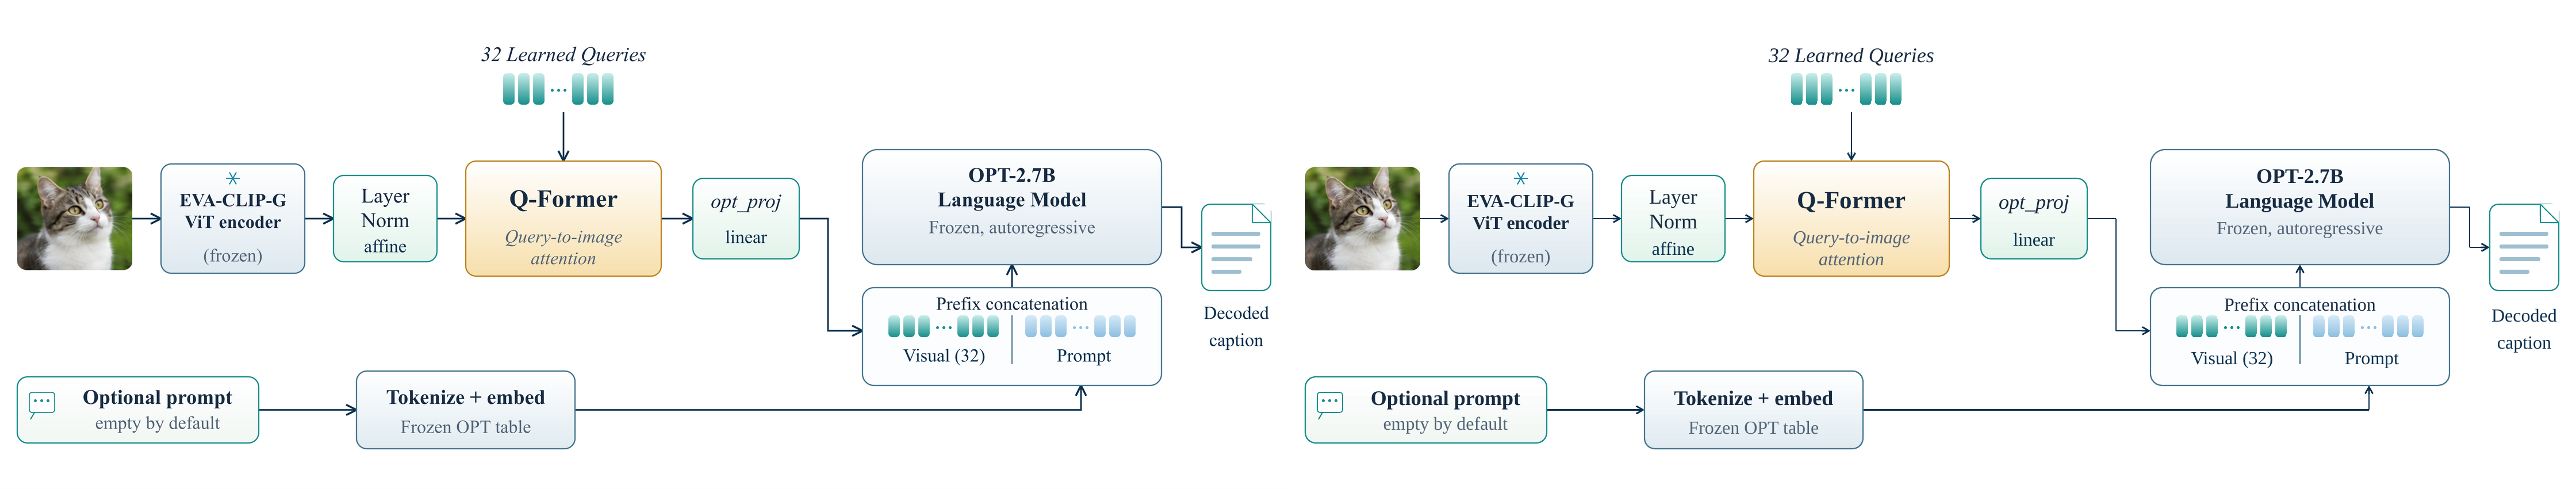 32 Learned Queries
EVA-CLIP-G
ViT encoder
(frozen)
Layer
Norm
affine
Q-Former
Query-to-image
attention
opt_proj
linear
OPT-2.7B
Language Model
Frozen, autoregressive
Prefix concatenation
Visual (32)
Prompt
Decoded
caption
Optional prompt
empty by default
Tokenize + embed
Frozen OPT table
32 Learned Queries
EVA-CLIP-G
ViT encoder
(frozen)
Layer
Norm
affine
Q-Former
Query-to-image
attention
opt_proj
linear
OPT-2.7B
Language Model
Frozen, autoregressive
Prefix concatenation
Visual (32)
Prompt
Decoded
caption
Optional prompt
empty by default
Tokenize + embed
Frozen OPT table